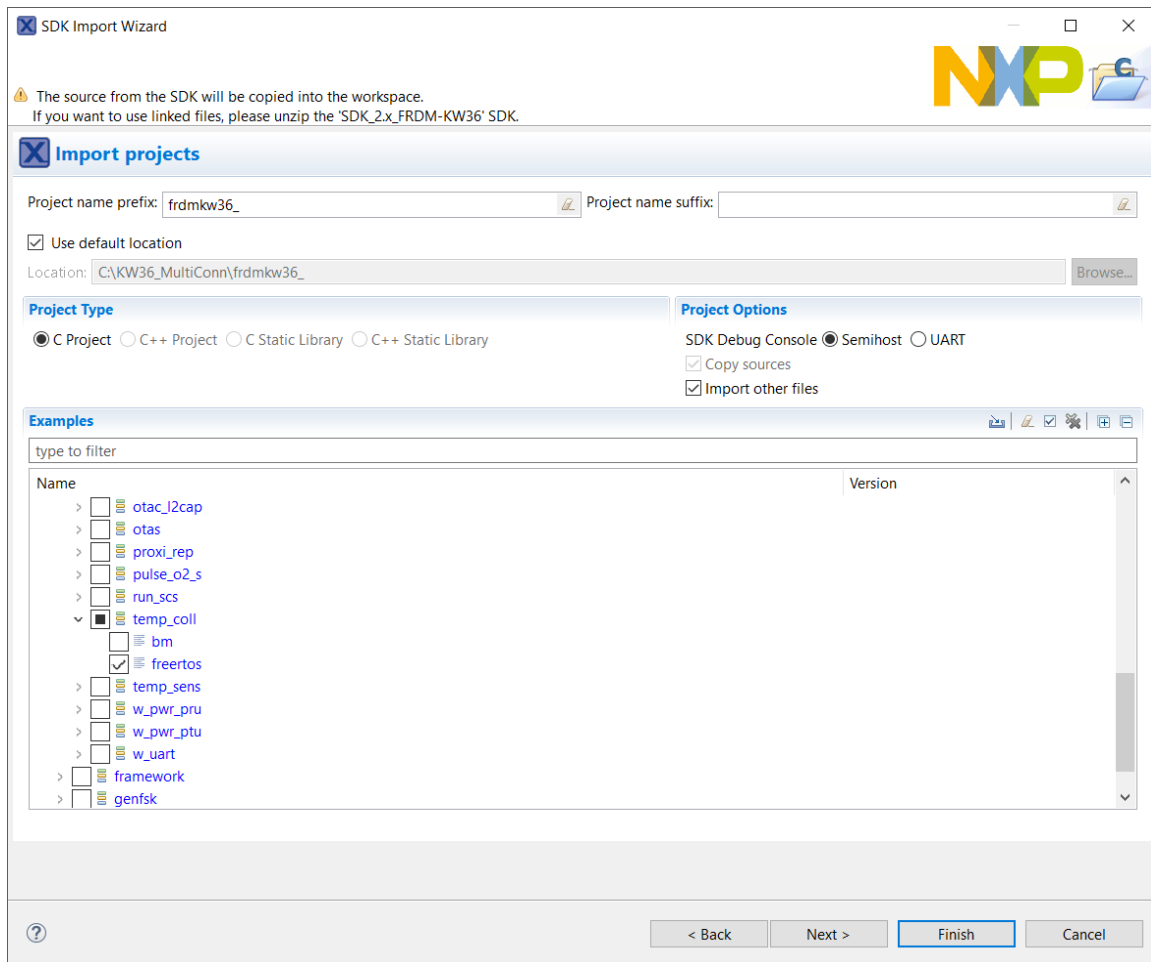 SDK Import Wizard
NXP
The source from the SDK will be copied into the workspace.
If you want to use linked files, please unzip the 'SDK_2.x_FRDM-KW36' SDK.
Import projects
Project name prefix: frdmkw36_ Project name suffix:
Use default location
Location: C:\KW36_MultiConn\frdmkw36_ Browse...
Project Type Project Options
C Project C++ Project C Static Library C++ Static Library SDK Debug Console Semihost UART
Copy sources
Import other files
Examples
type to filter
Name Version
otac_l2cap
otas
proxi_rep
pulse_o2_s
run_scs
temp_coll
bm
freertos
temp_sens
w_pwr_pru
w_pwr_ptu
w_uart
framework
genfsk
< Back Next > Finish Cancel